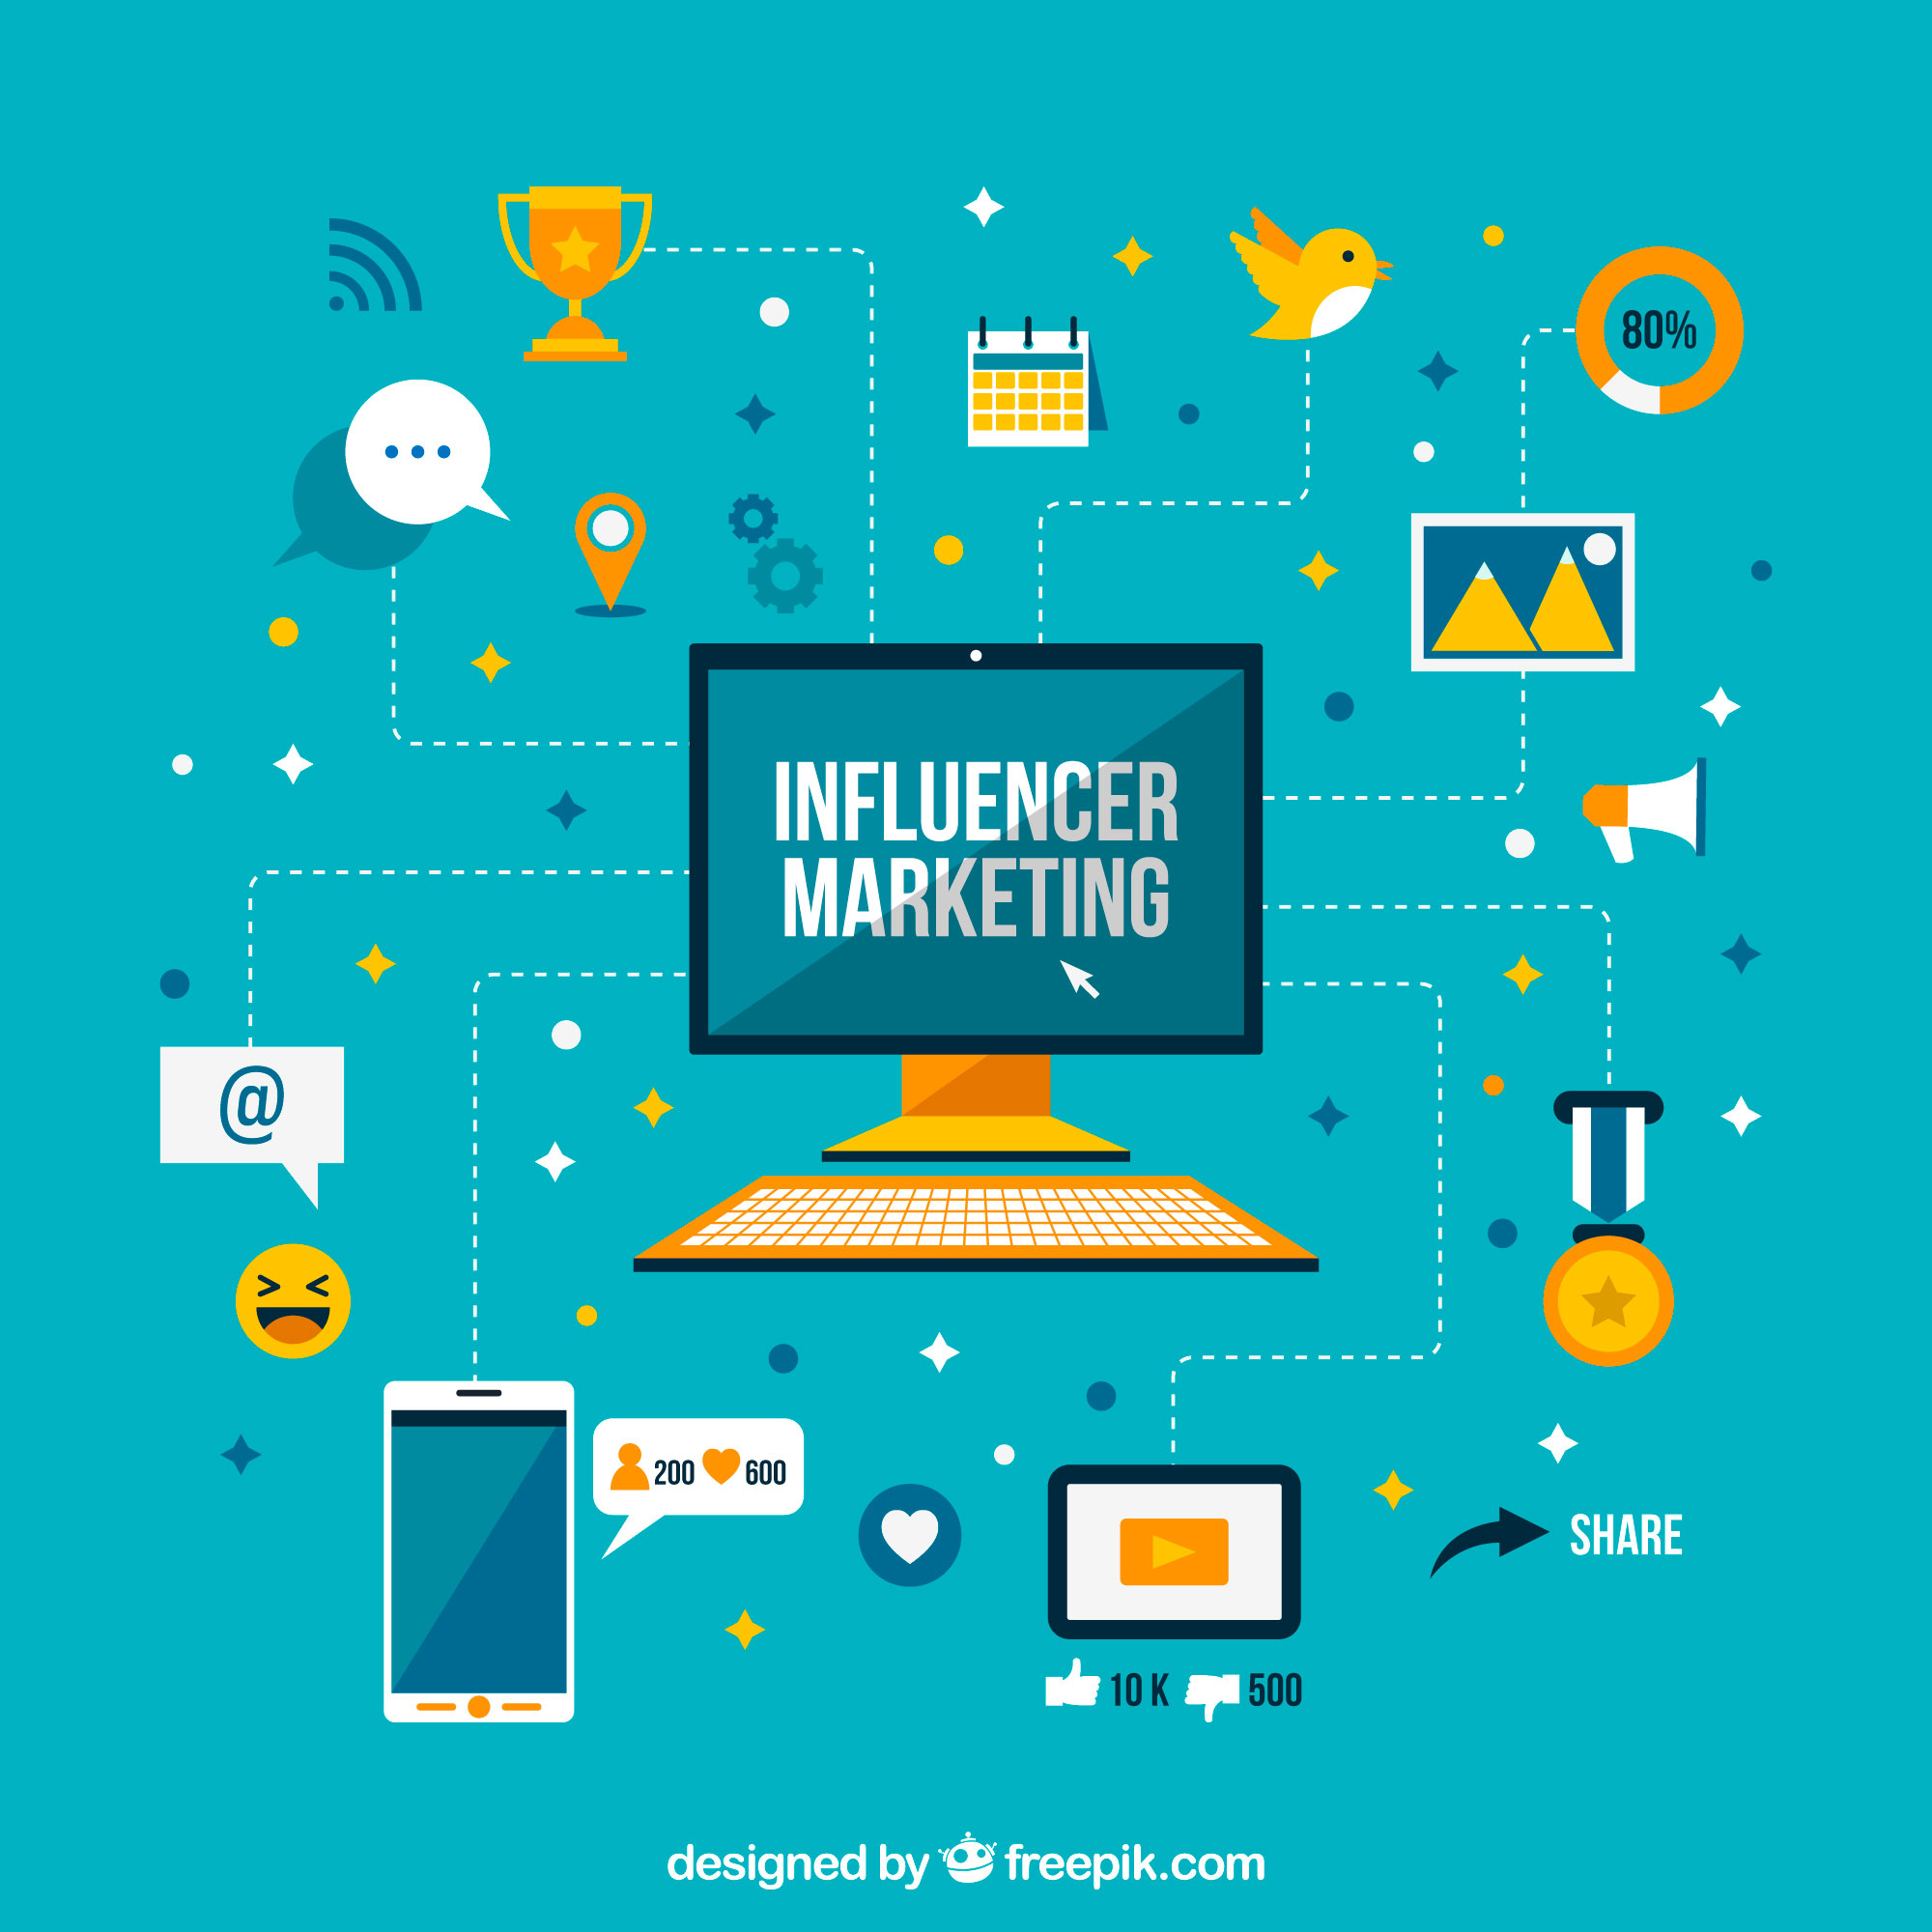 80%
INFLUENCER
MARKETING
@
200 600
SHARE
10 K 500
designed by freepik.com